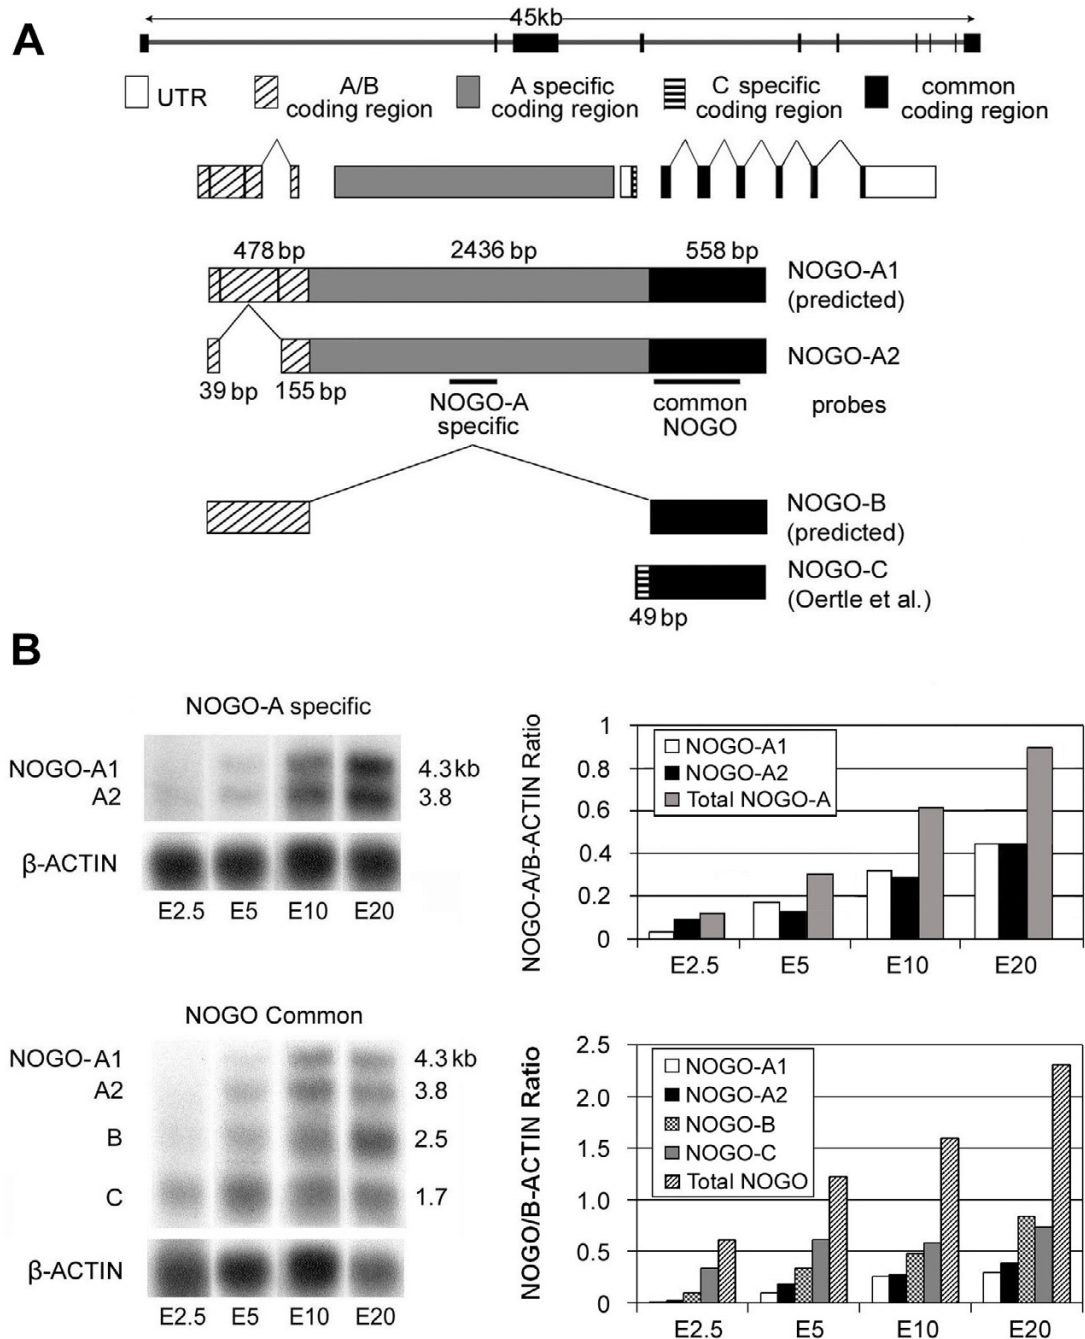 A
45kb
UTR
A/B
coding region
A specific
coding region
C specific
coding region
common
coding region
478 bp
2436 bp
558 bp
NOGO-A1
(predicted)
NOGO-A2
39 bp
155 bp
NOGO-A
specific
common
NOGO
probes
NOGO-B
(predicted)
NOGO-C
(Oertle et al.)
49 bp
B
NOGO-A specific
NOGO-A1
A2
4.3 kb
3.8
β-ACTIN
E2.5 E5 E10 E20
NOGO-A/B-ACTIN Ratio
1
0.8
0.6
0.4
0.2
0
NOGO-A1
NOGO-A2
Total NOGO-A
E2.5 E5 E10 E20
NOGO Common
NOGO-A1
A2
B
C
4.3 kb
3.8
2.5
1.7
β-ACTIN
E2.5 E5 E10 E20
NOGO/B-ACTIN Ratio
2.5
2.0
1.5
1.0
0.5
0
NOGO-A1
NOGO-A2
NOGO-B
NOGO-C
Total NOGO
E2.5 E5 E10 E20